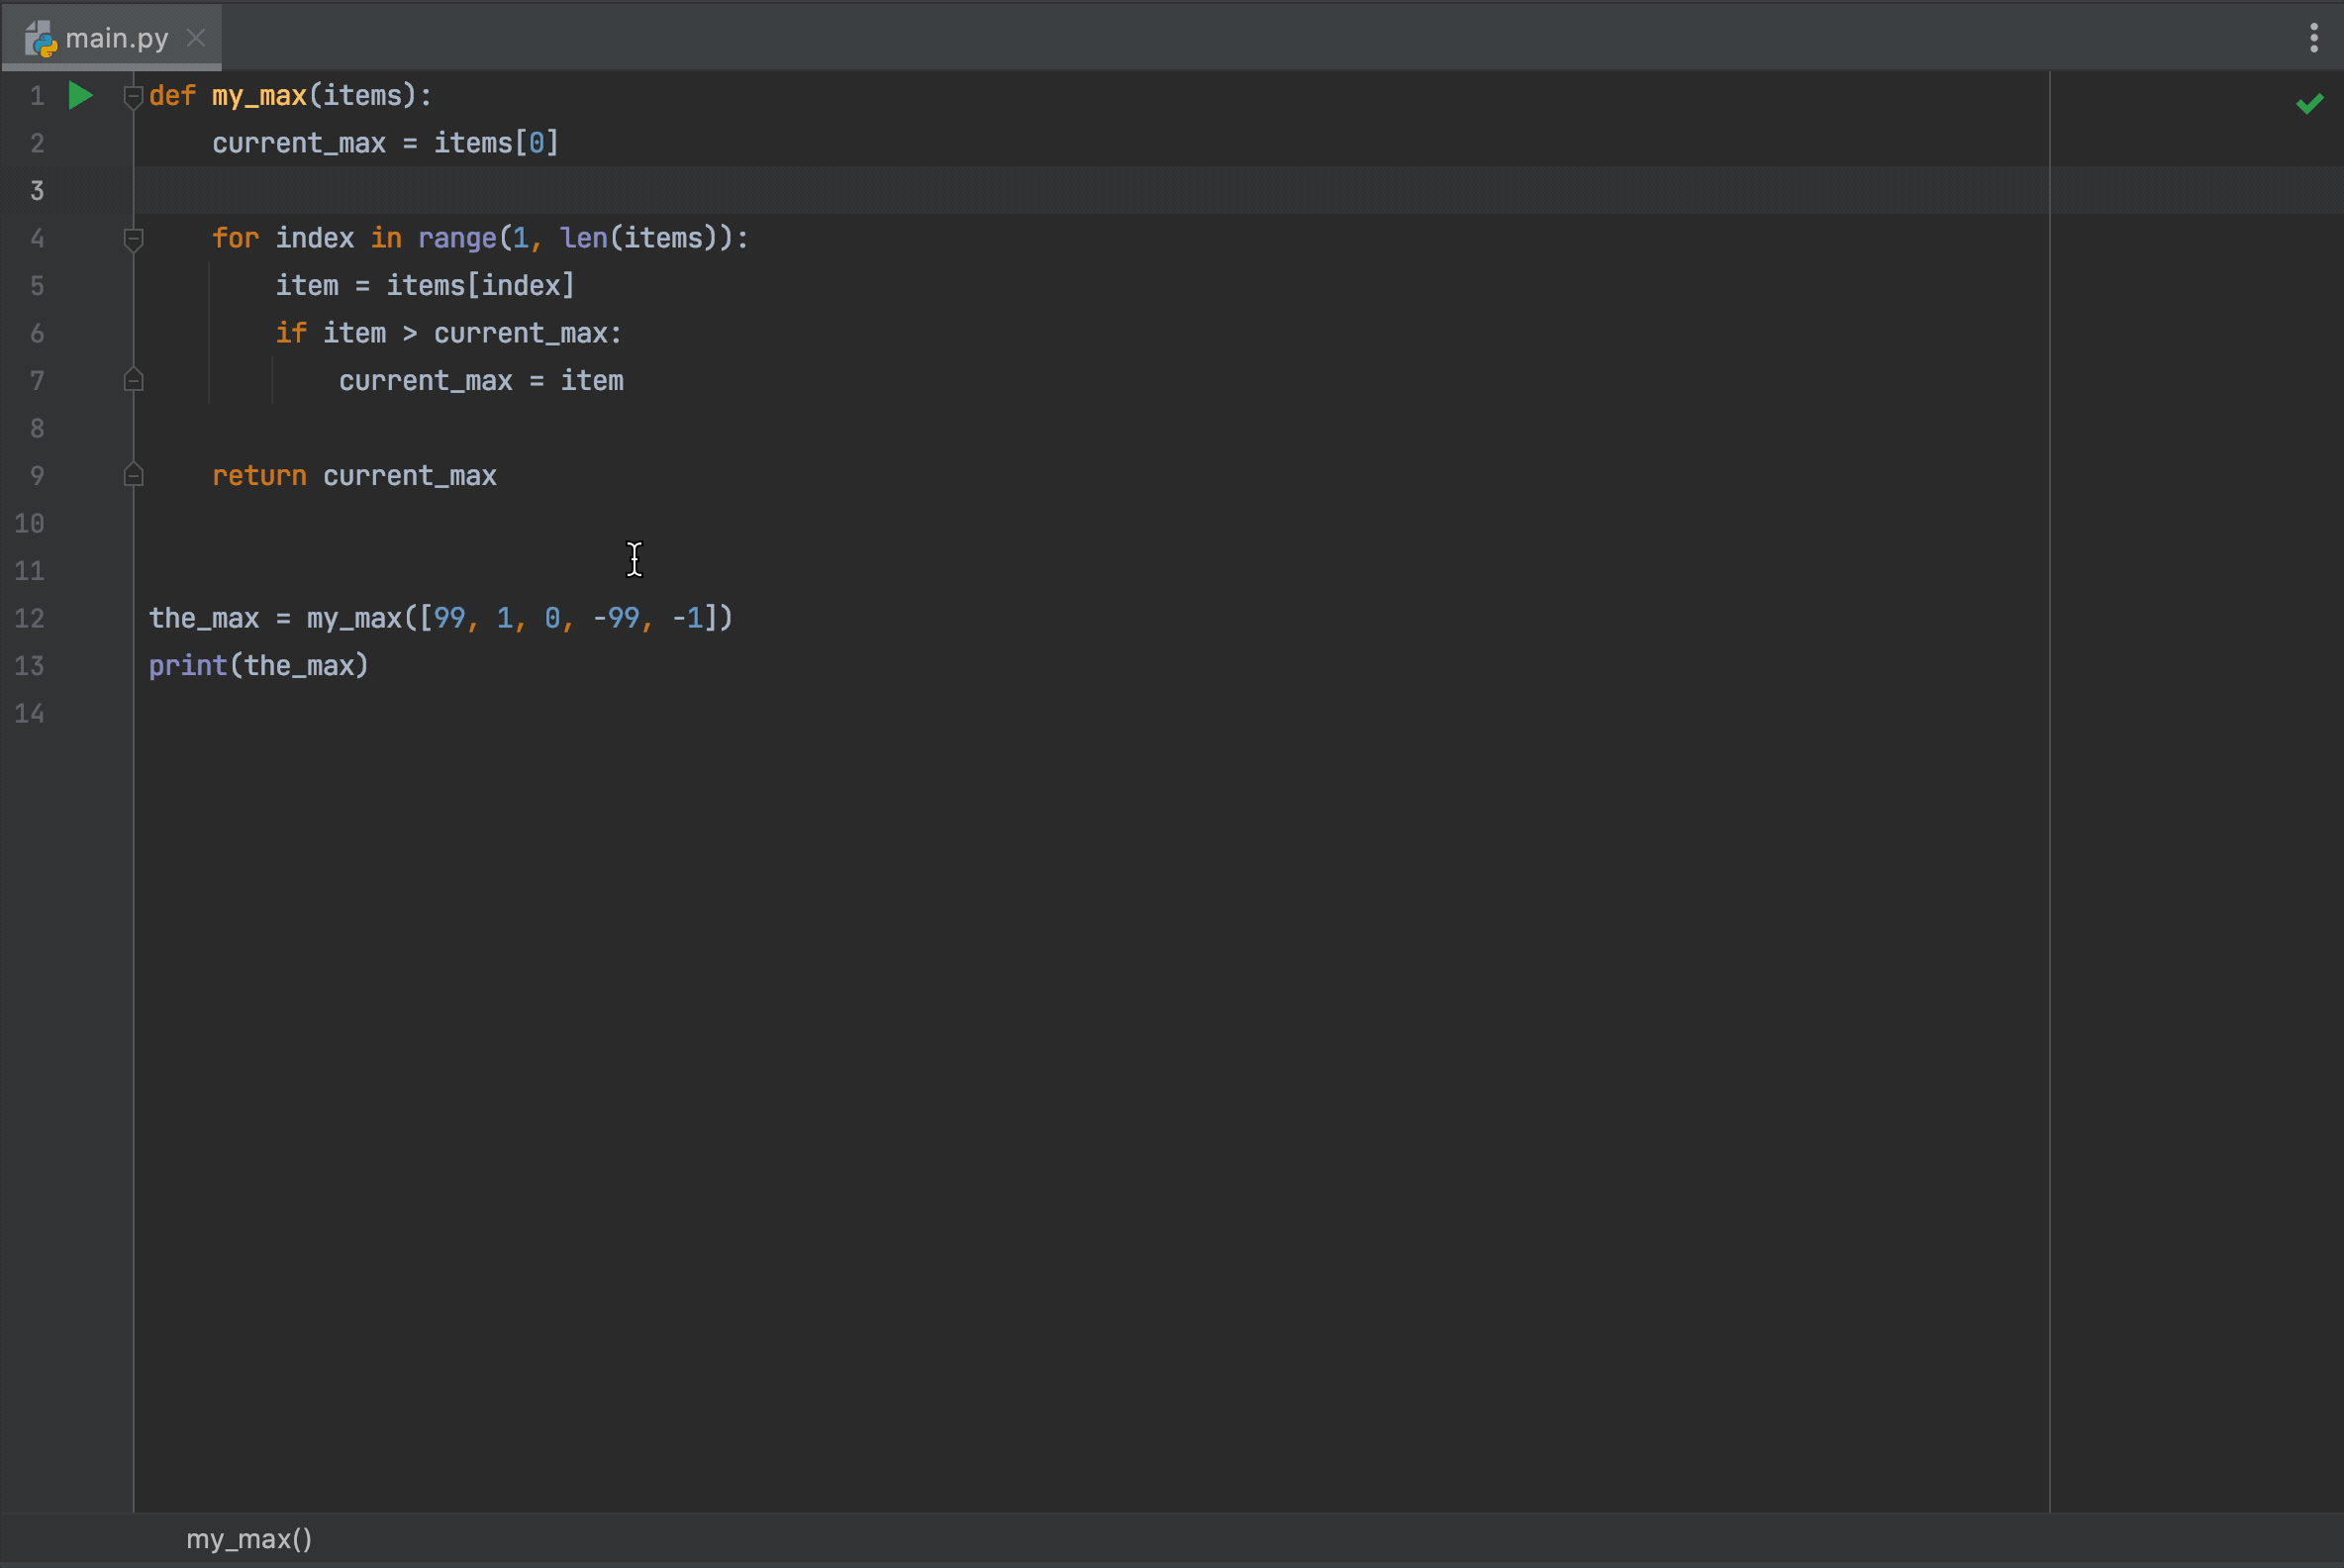 main.py
1 def my_max(items):
2     current_max = items[0]
3
4     for index in range(1, len(items)):
5         item = items[index]
6         if item > current_max:
7             current_max = item
8
9     return current_max
10
11
12 the_max = my_max([99, 1, 0, -99, -1])
13 print(the_max)
14
my_max()